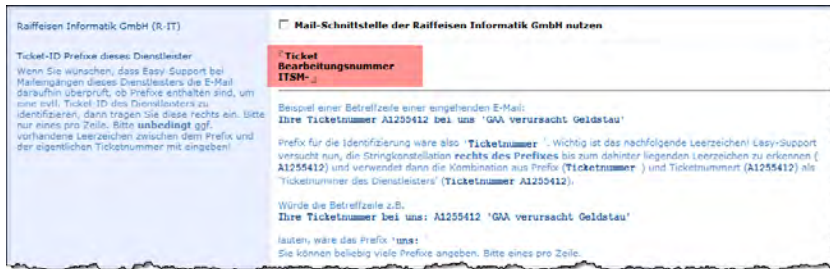 Raiffeisen Informatik GmbH (R-IT)
Mail-Schnittstelle der Raiffeisen Informatik GmbH nutzen
Ticket-ID Prefixe dieses Dienstleister
Wenn Sie wünschen, dass Easy-Support bei
Maileingängen dieses Dienstleisters die E-Mail
daraufhin überprüft, ob Prefixe enthalten sind, um
eine evtl. Ticket-ID des Dienstleisters zu
identifizieren, dann tragen Sie diese rechts ein. Bitte
nur eines pro Zeile. Bitte unbedingt ggf.
vorhandene Leerzeichen zwischen dem Prefix und
der eigentlichen Ticketnummer mit eingeben!
Ticket
Bearbeitungsnummer
ITSM-
Beispiel einer Betreffzeile einer eingehenden E-Mail:
Ihre Ticketnummer A1255412 bei uns 'GAA verursacht Geldstau'
Prefix für die Identifizierung wäre also 'Ticketnummer '. Wichtig ist das nachfolgende Leerzeichen! Easy-Support
versucht nun, die Stringkonstellation rechts des Prefixes bis zum dahinter liegenden Leerzeichen zu erkennen (
A1255412) und verwendet dann die Kombination aus Prefix (Ticketnummer ) und Ticketnummert (A1255412) als
'Ticketnummer des Dienstleisters' (Ticketnummer A1255412).
Würde die Betreffzeile z.B.
Ihre Ticketnummer bei uns: A1255412 'GAA verursacht Geldstau'
lauten, wäre das Prefix 'uns: '
Sie können beliebig viele Prefixe angeben. Bitte eines pro Zeile.